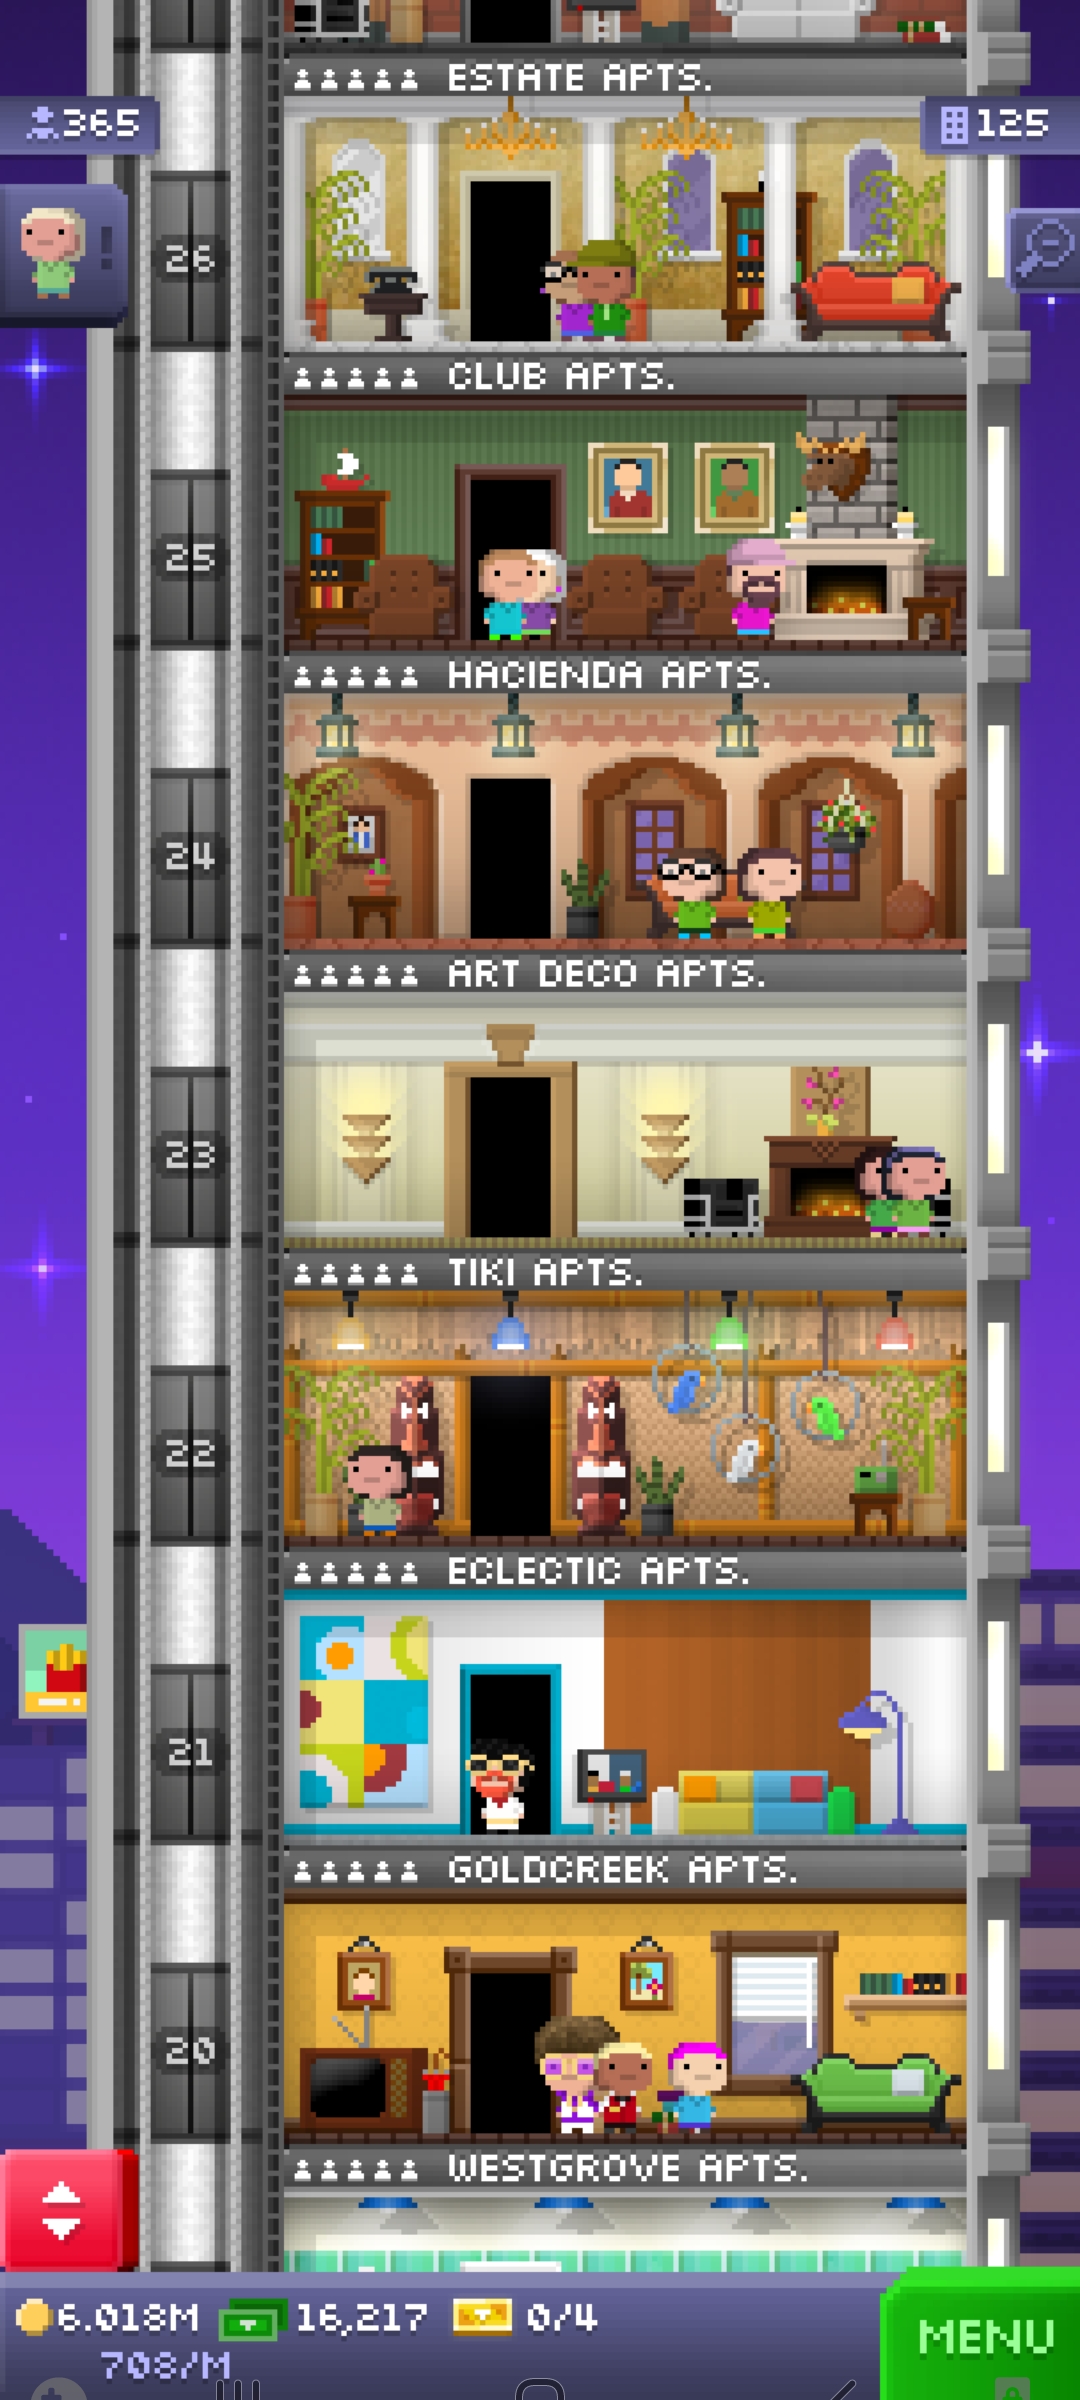 ESTATE APTS.
365
125
26
!
CLUB APTS.
25
HACIENDA APTS.
24
ART DECO APTS.
23
TIKI APTS.
22
ECLECTIC APTS.
21
GOLDCREEK APTS.
20
WESTGROVE APTS.
6.018M 16,217 0/4
708/M
MENU